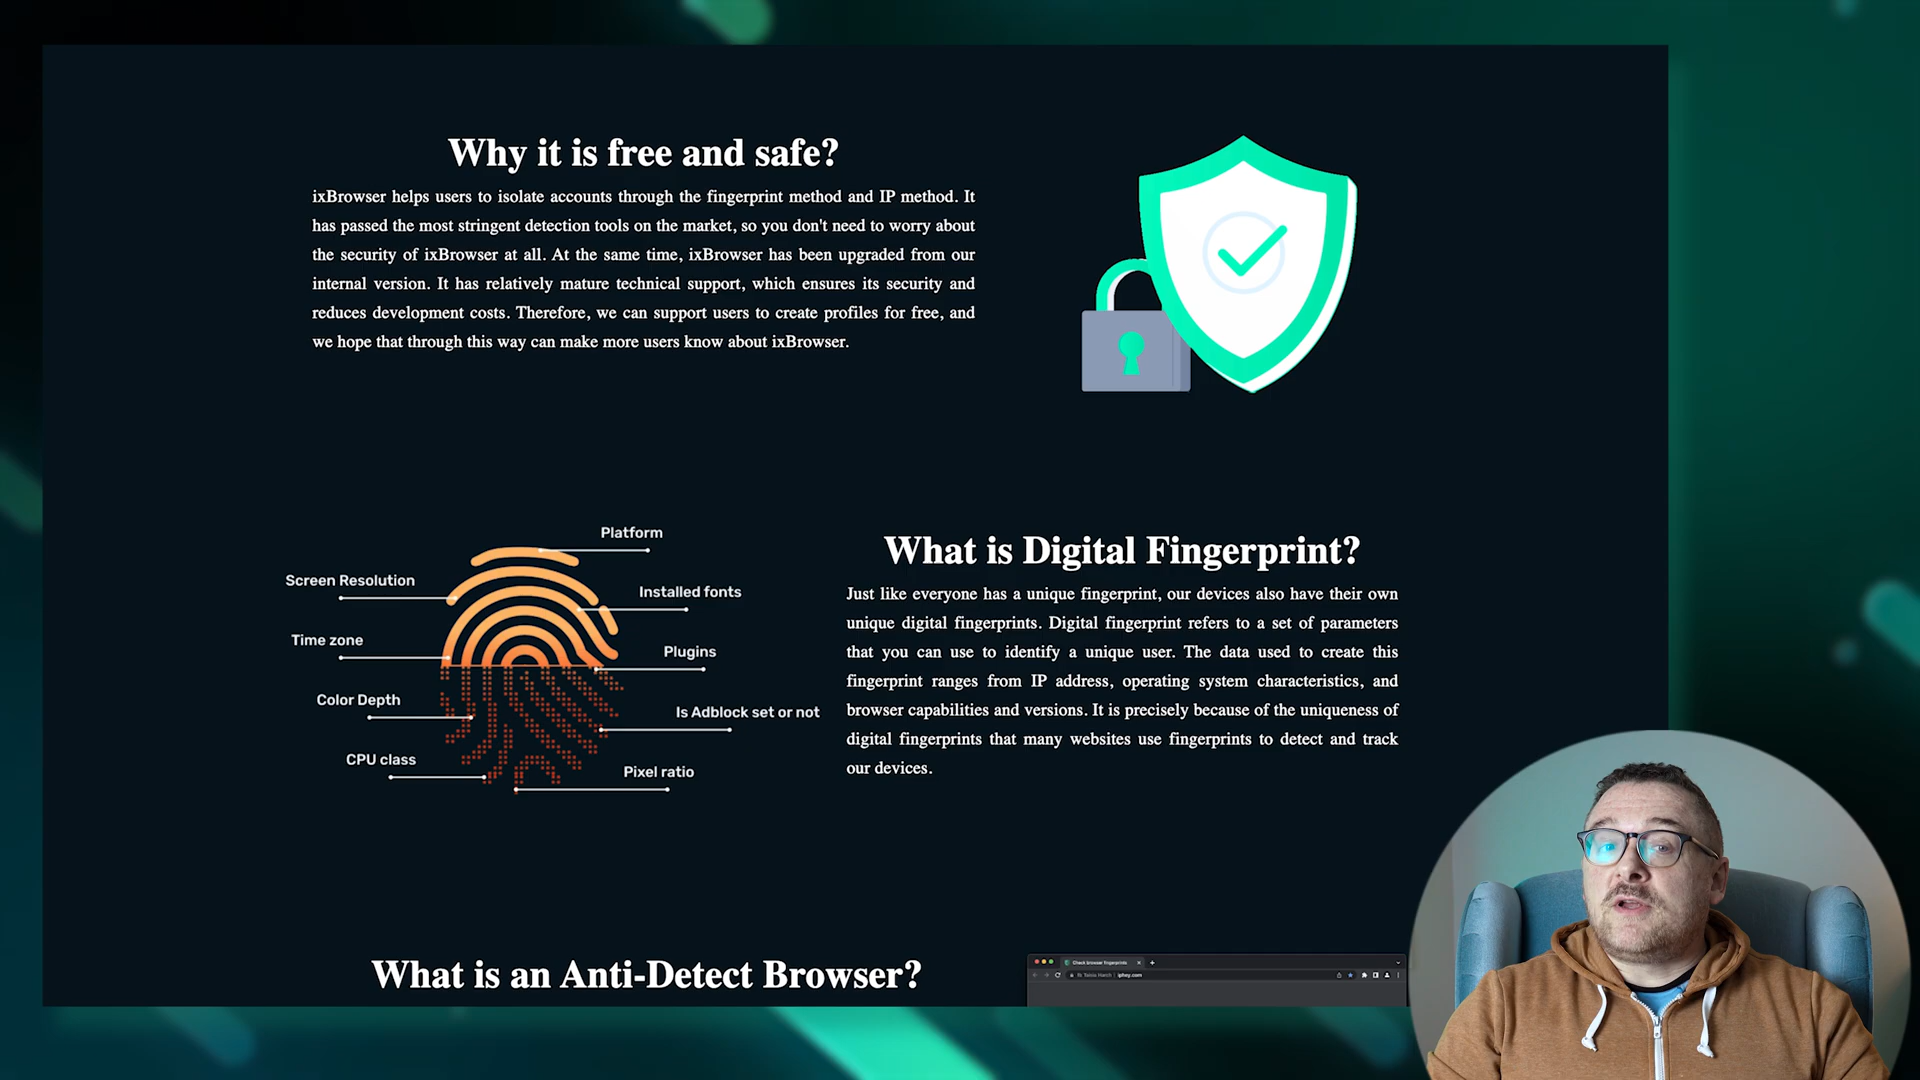 Why it is free and safe?
ixBrowser helps users to isolate accounts through the fingerprint method and IP method. It
has passed the most stringent detection tools on the market, so you don't need to worry about
the security of ixBrowser at all. At the same time, ixBrowser has been upgraded from our
internal version. It has relatively mature technical support, which ensures its security and
reduces development costs. Therefore, we can support users to create profiles for free, and
we hope that through this way can make more users know about ixBrowser.
Platform
Screen Resolution
Installed fonts
Time zone
Plugins
Color Depth
Is Adblock set or not
CPU class
Pixel ratio
What is Digital Fingerprint?
Just like everyone has a unique fingerprint, our devices also have their own
unique digital fingerprints. Digital fingerprint refers to a set of parameters
that you can use to identify a unique user. The data used to create this
fingerprint ranges from IP address, operating system characteristics, and
browser capabilities and versions. It is precisely because of the uniqueness of
digital fingerprints that many websites use fingerprints to detect and track
our devices.
What is an Anti-Detect Browser?
Check browser fingerprints
iphey.com